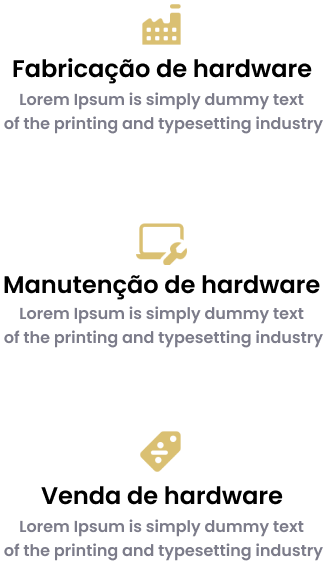 Fabricação de hardware
Lorem Ipsum is simply dummy text
of the printing and typesetting industry
Manutenção de hardware
Lorem Ipsum is simply dummy text
of the printing and typesetting industry
Venda de hardware
Lorem Ipsum is simply dummy text
of the printing and typesetting industry